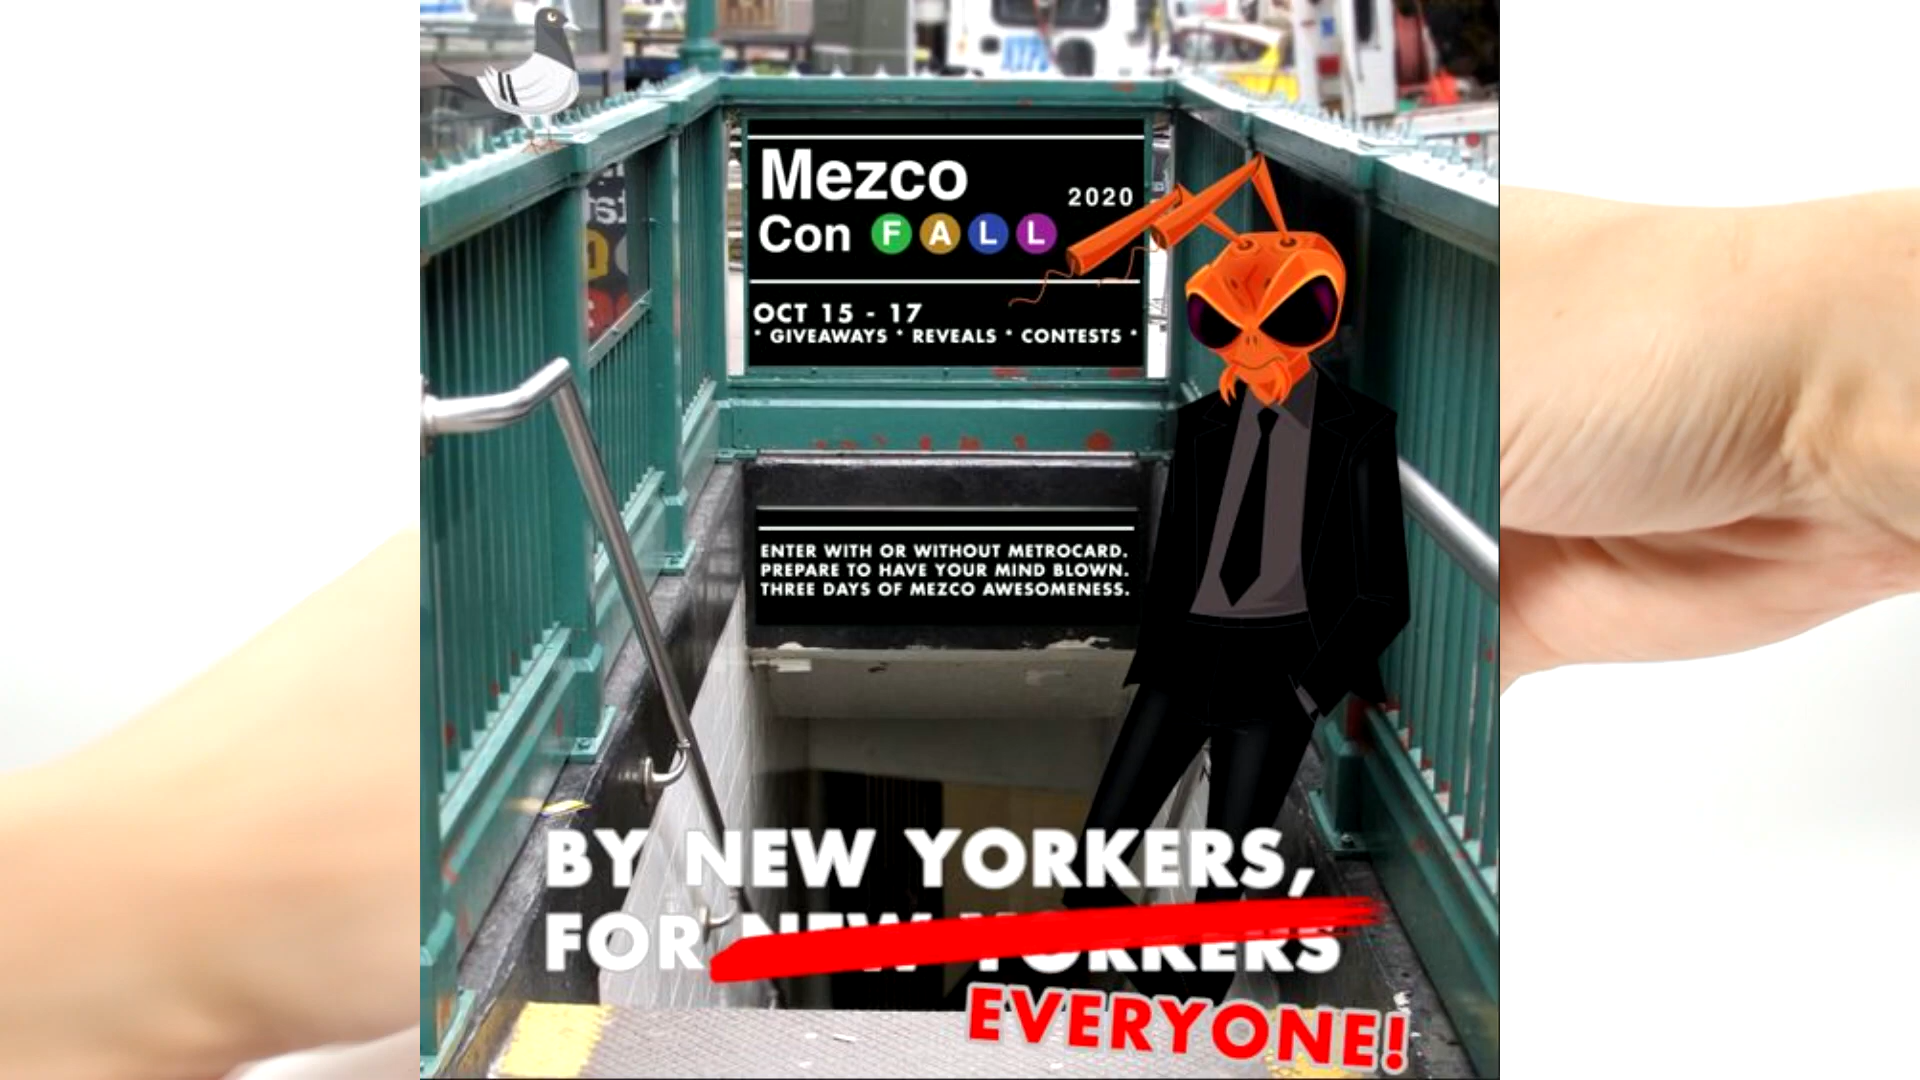 Mezco
2020
Con F A L L
OCT 15 - 17
* GIVEAWAYS * REVEALS * CONTESTS *
ENTER WITH OR WITHOUT METROCARD.
PREPARE TO HAVE YOUR MIND BLOWN.
THREE DAYS OF MEZCO AWESOMENESS.
BY NEW YORKERS,
FOR NEW YORKERS
EVERYONE!